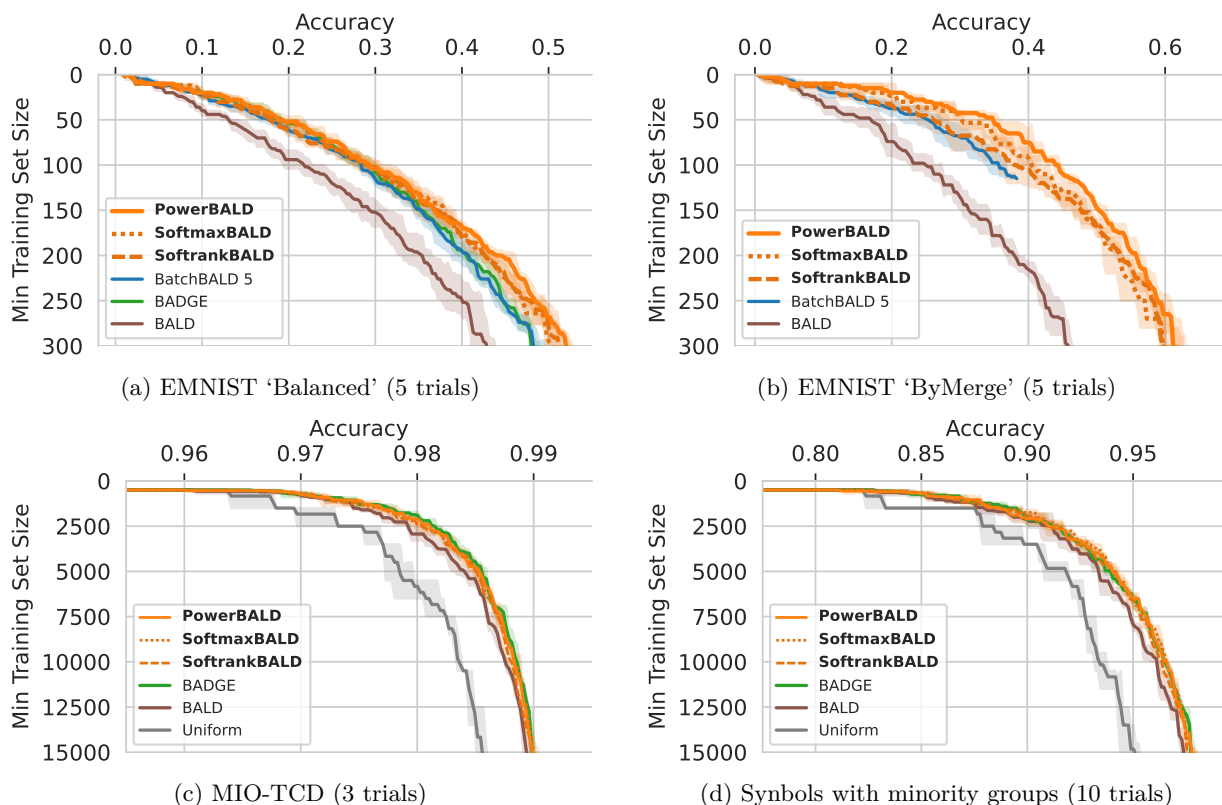 Accuracy
0.0 0.1 0.2 0.3 0.4 0.5
Min Training Set Size
0
50
100
150
200
250
300
PowerBALD
SoftmaxBALD
SoftrankBALD
BatchBALD 5
BADGE
BALD
(a) EMNIST ‘Balanced’ (5 trials)
Accuracy
0.0 0.2 0.4 0.6
Min Training Set Size
0
50
100
150
200
250
300
PowerBALD
SoftmaxBALD
SoftrankBALD
BatchBALD 5
BALD
(b) EMNIST ‘ByMerge’ (5 trials)
Accuracy
0.96 0.97 0.98 0.99
Min Training Set Size
0
2500
5000
7500
10000
12500
15000
PowerBALD
SoftmaxBALD
SoftrankBALD
BADGE
BALD
Uniform
(c) MIO-TCD (3 trials)
Accuracy
0.80 0.85 0.90 0.95
Min Training Set Size
0
2500
5000
7500
10000
12500
15000
PowerBALD
SoftmaxBALD
SoftrankBALD
BADGE
BALD
Uniform
(d) Symbols with minority groups (10 trials)